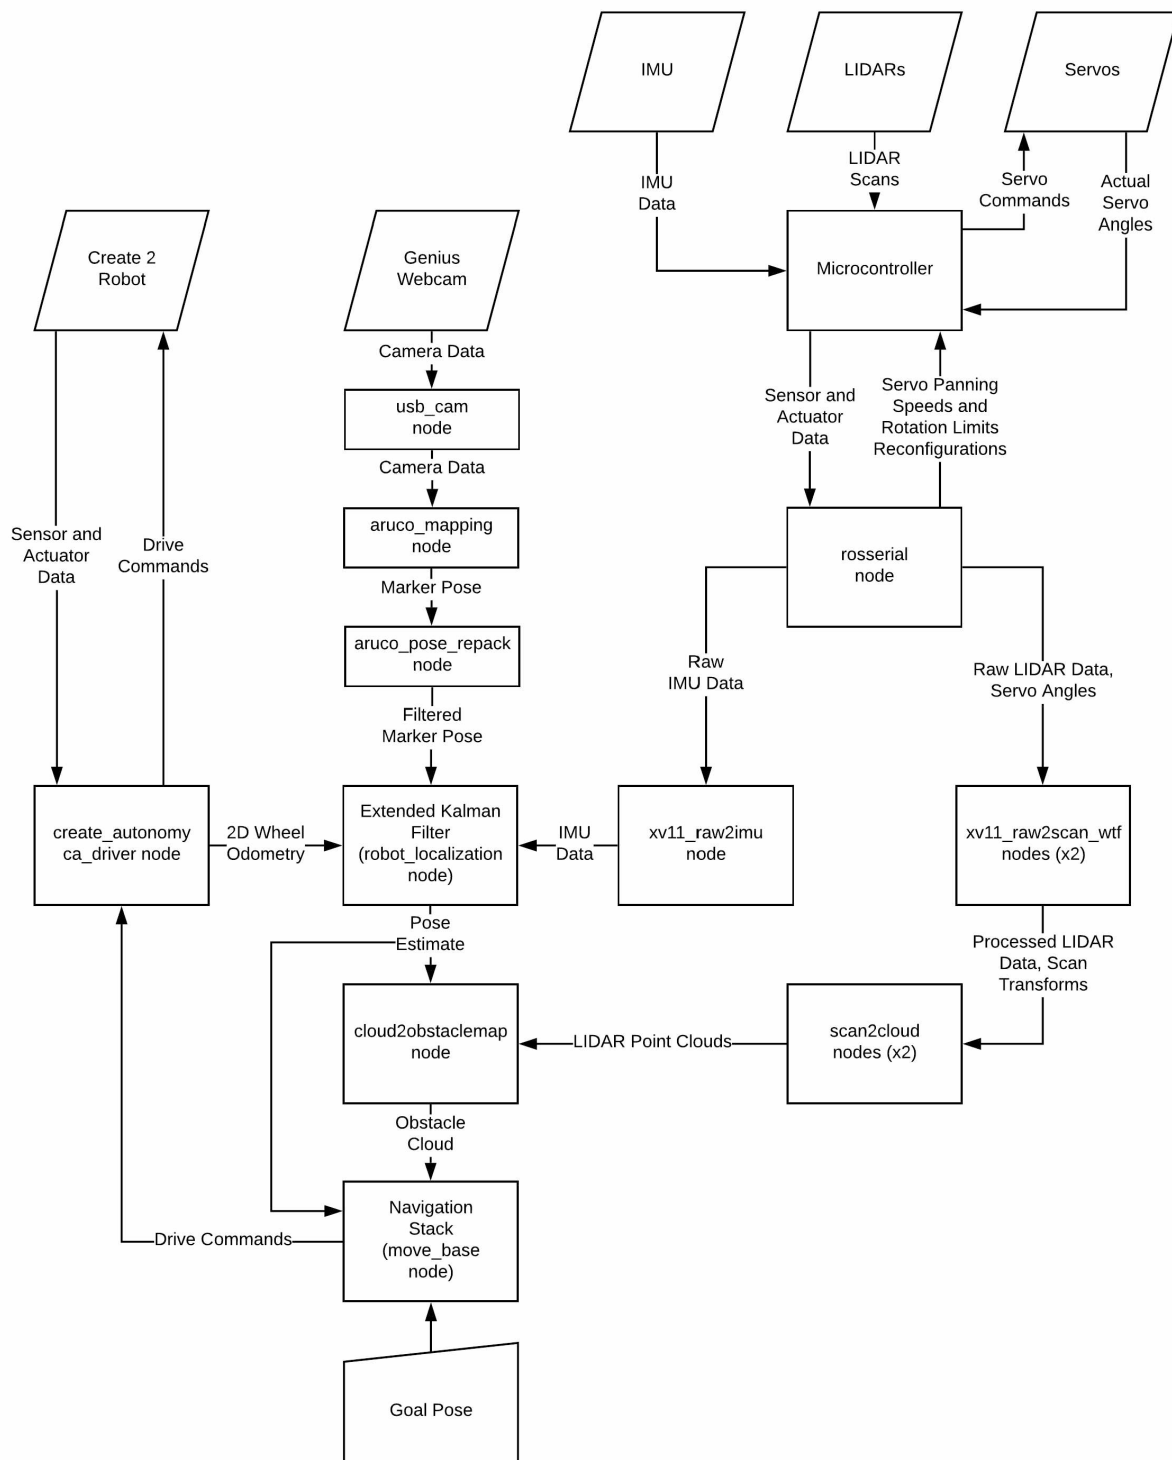 IMU
LIDARs
Servos
IMU
Data
LIDAR
Scans
Servo
Commands
Actual
Servo
Angles
Create 2
Robot
Genius
Webcam
Microcontroller
Camera Data
usb_cam
node
Camera Data
Sensor and
Actuator
Data
Servo Panning
Speeds and
Rotation Limits
Reconfigurations
aruco_mapping
node
Sensor and
Actuator
Data
Drive
Commands
rosserial
node
Marker Pose
aruco_pose_repack
node
Raw
IMU Data
Raw LIDAR Data,
Servo Angles
Filtered
Marker Pose
create_autonomy
ca_driver node
2D Wheel
Odometry
Extended Kalman
Filter
(robot_localization
node)
IMU
Data
xv11_raw2imu
node
xv11_raw2scan_wtf
nodes (x2)
Pose
Estimate
Processed LIDAR
Data, Scan
Transforms
cloud2obstaclemap
node
LIDAR Point Clouds
scan2cloud
nodes (x2)
Obstacle
Cloud
Navigation
Stack
(move_base
node)
Drive Commands
Goal Pose